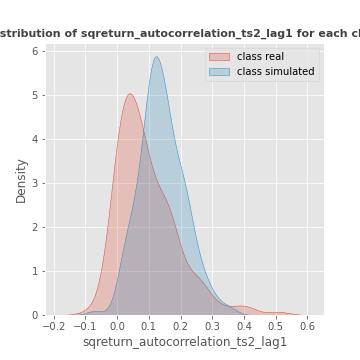 stribution of sqreturn_autocorrelation_ts2_lag1 for each cl
class real
class simulated
6
5
4
3
2
1
0
Density
−0.2 −0.1 0.0 0.1 0.2 0.3 0.4 0.5 0.6
sqreturn_autocorrelation_ts2_lag1